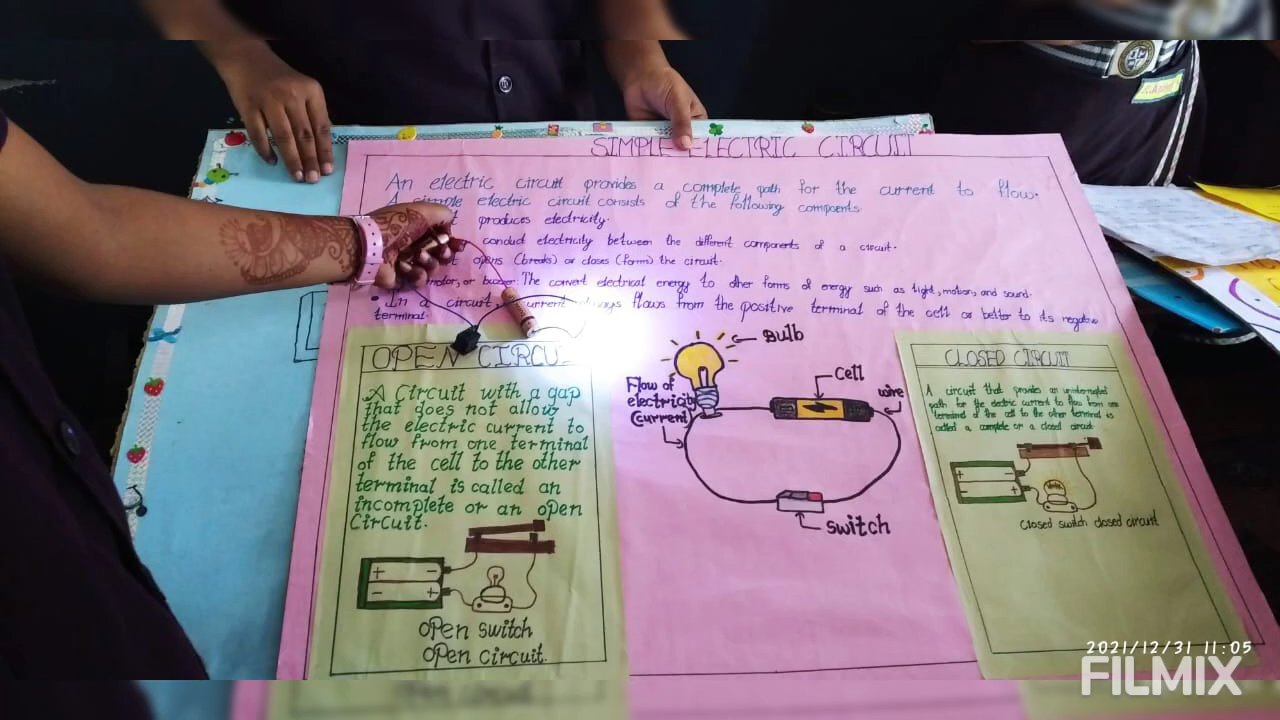 SIMPLE ELECTRIC CIRCUIT
An electric circuit provides a complete path for the current to flow.
A simple electric circuit consists of the following compoents.
produces electricity.
conduct electricity between the different components of a circuit.
opens (breaks) or closes (form) the circuit.
motor, or buzzer. The convert electrical energy to other forms of energy such as light, motion, and sound.
• In a circuit, current always flows from the positive terminal of the cell or to its negative
terminal.
OPEN CIRCU
A Circuit with a gap
that does not allow
the electric current to
flow from one terminal
of the cell to the other
terminal is called an
incomplete or an open
Circuit.
+ -
- +
open switch
open circuit.
Bulb
Cell
wire
Flow of
electricity
(current)
switch
CLOSED CIRCUIT
A circuit that provides an uninterrupted
path for the electric current to flow from one
terminal of the cell to the other terminal is
called a complete or a closed circuit.
+ -
- +
Closed switch closed circuit
2021/12/31 11:05
FILMIX